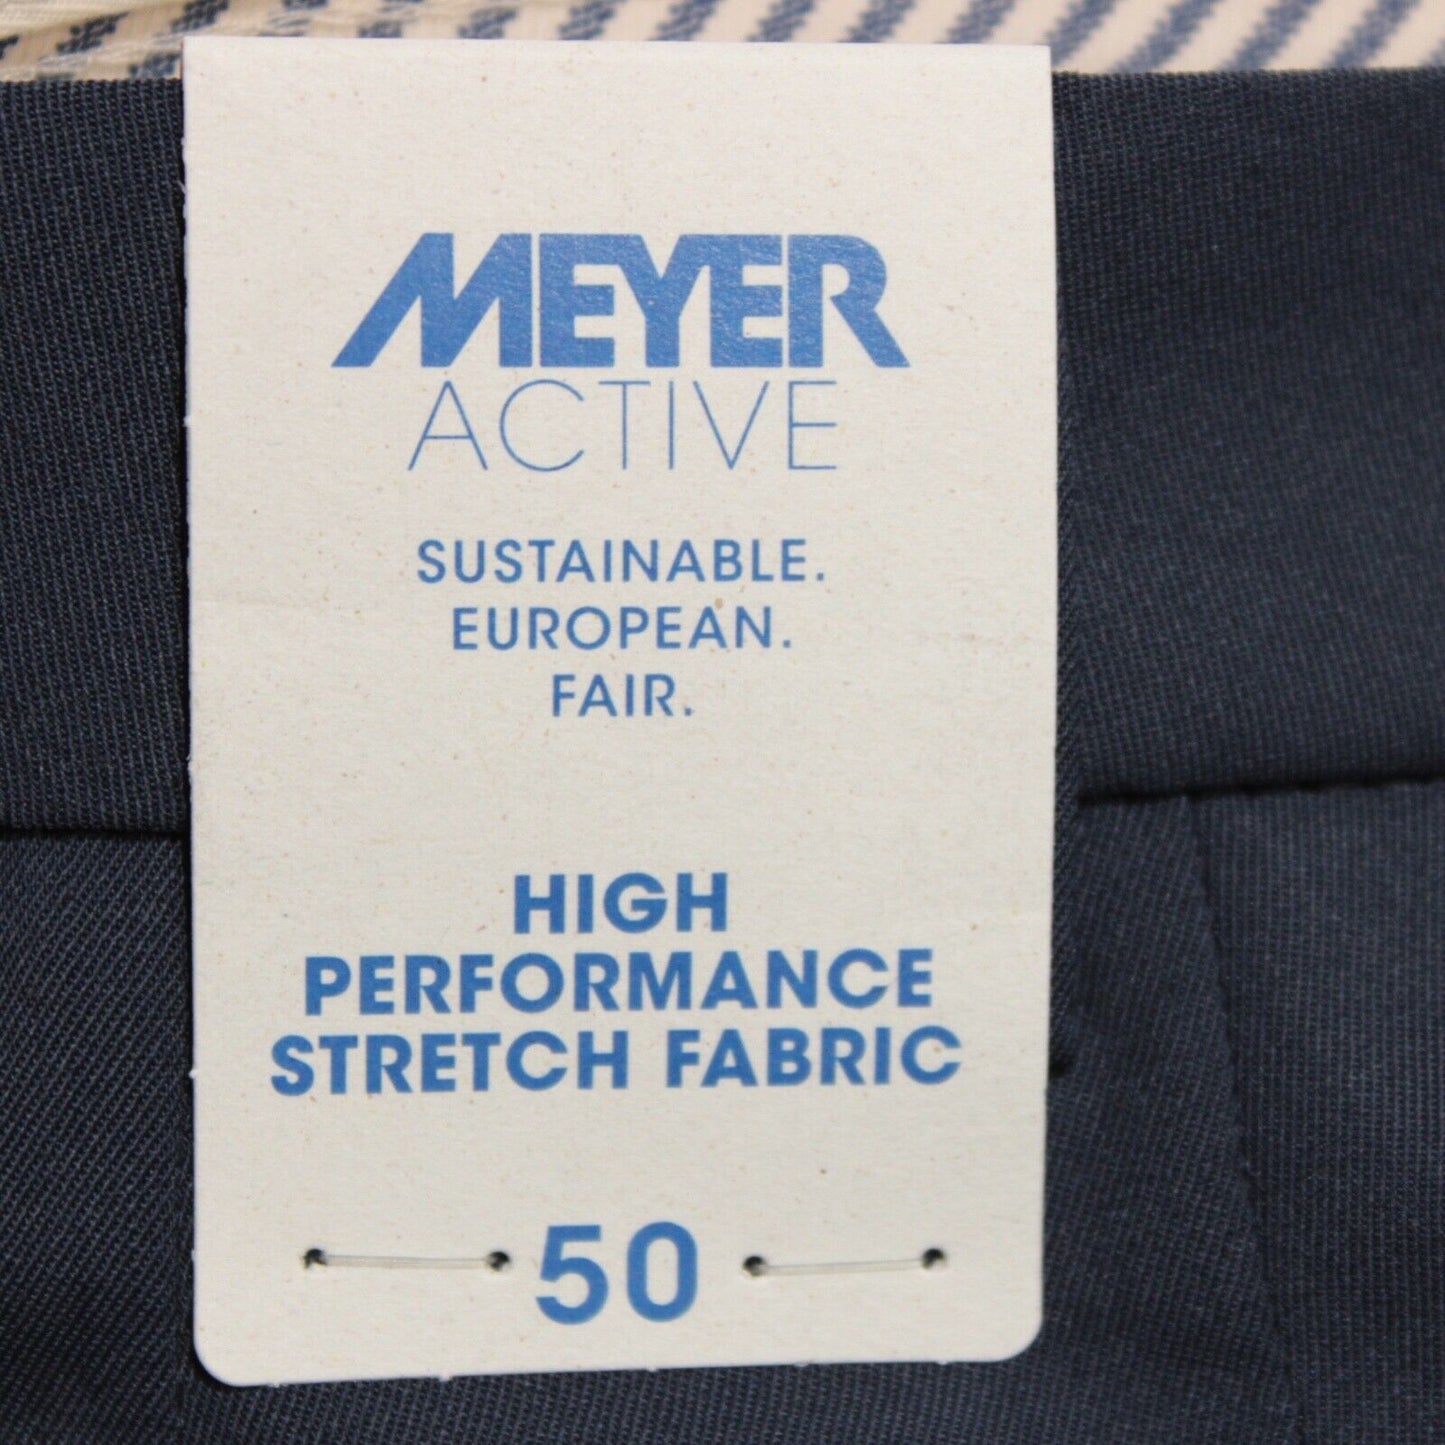 MEYER
ACTIVE
SUSTAINABLE.
EUROPEAN.
FAIR.
HIGH
PERFORMANCE
STRETCH FABRIC
50